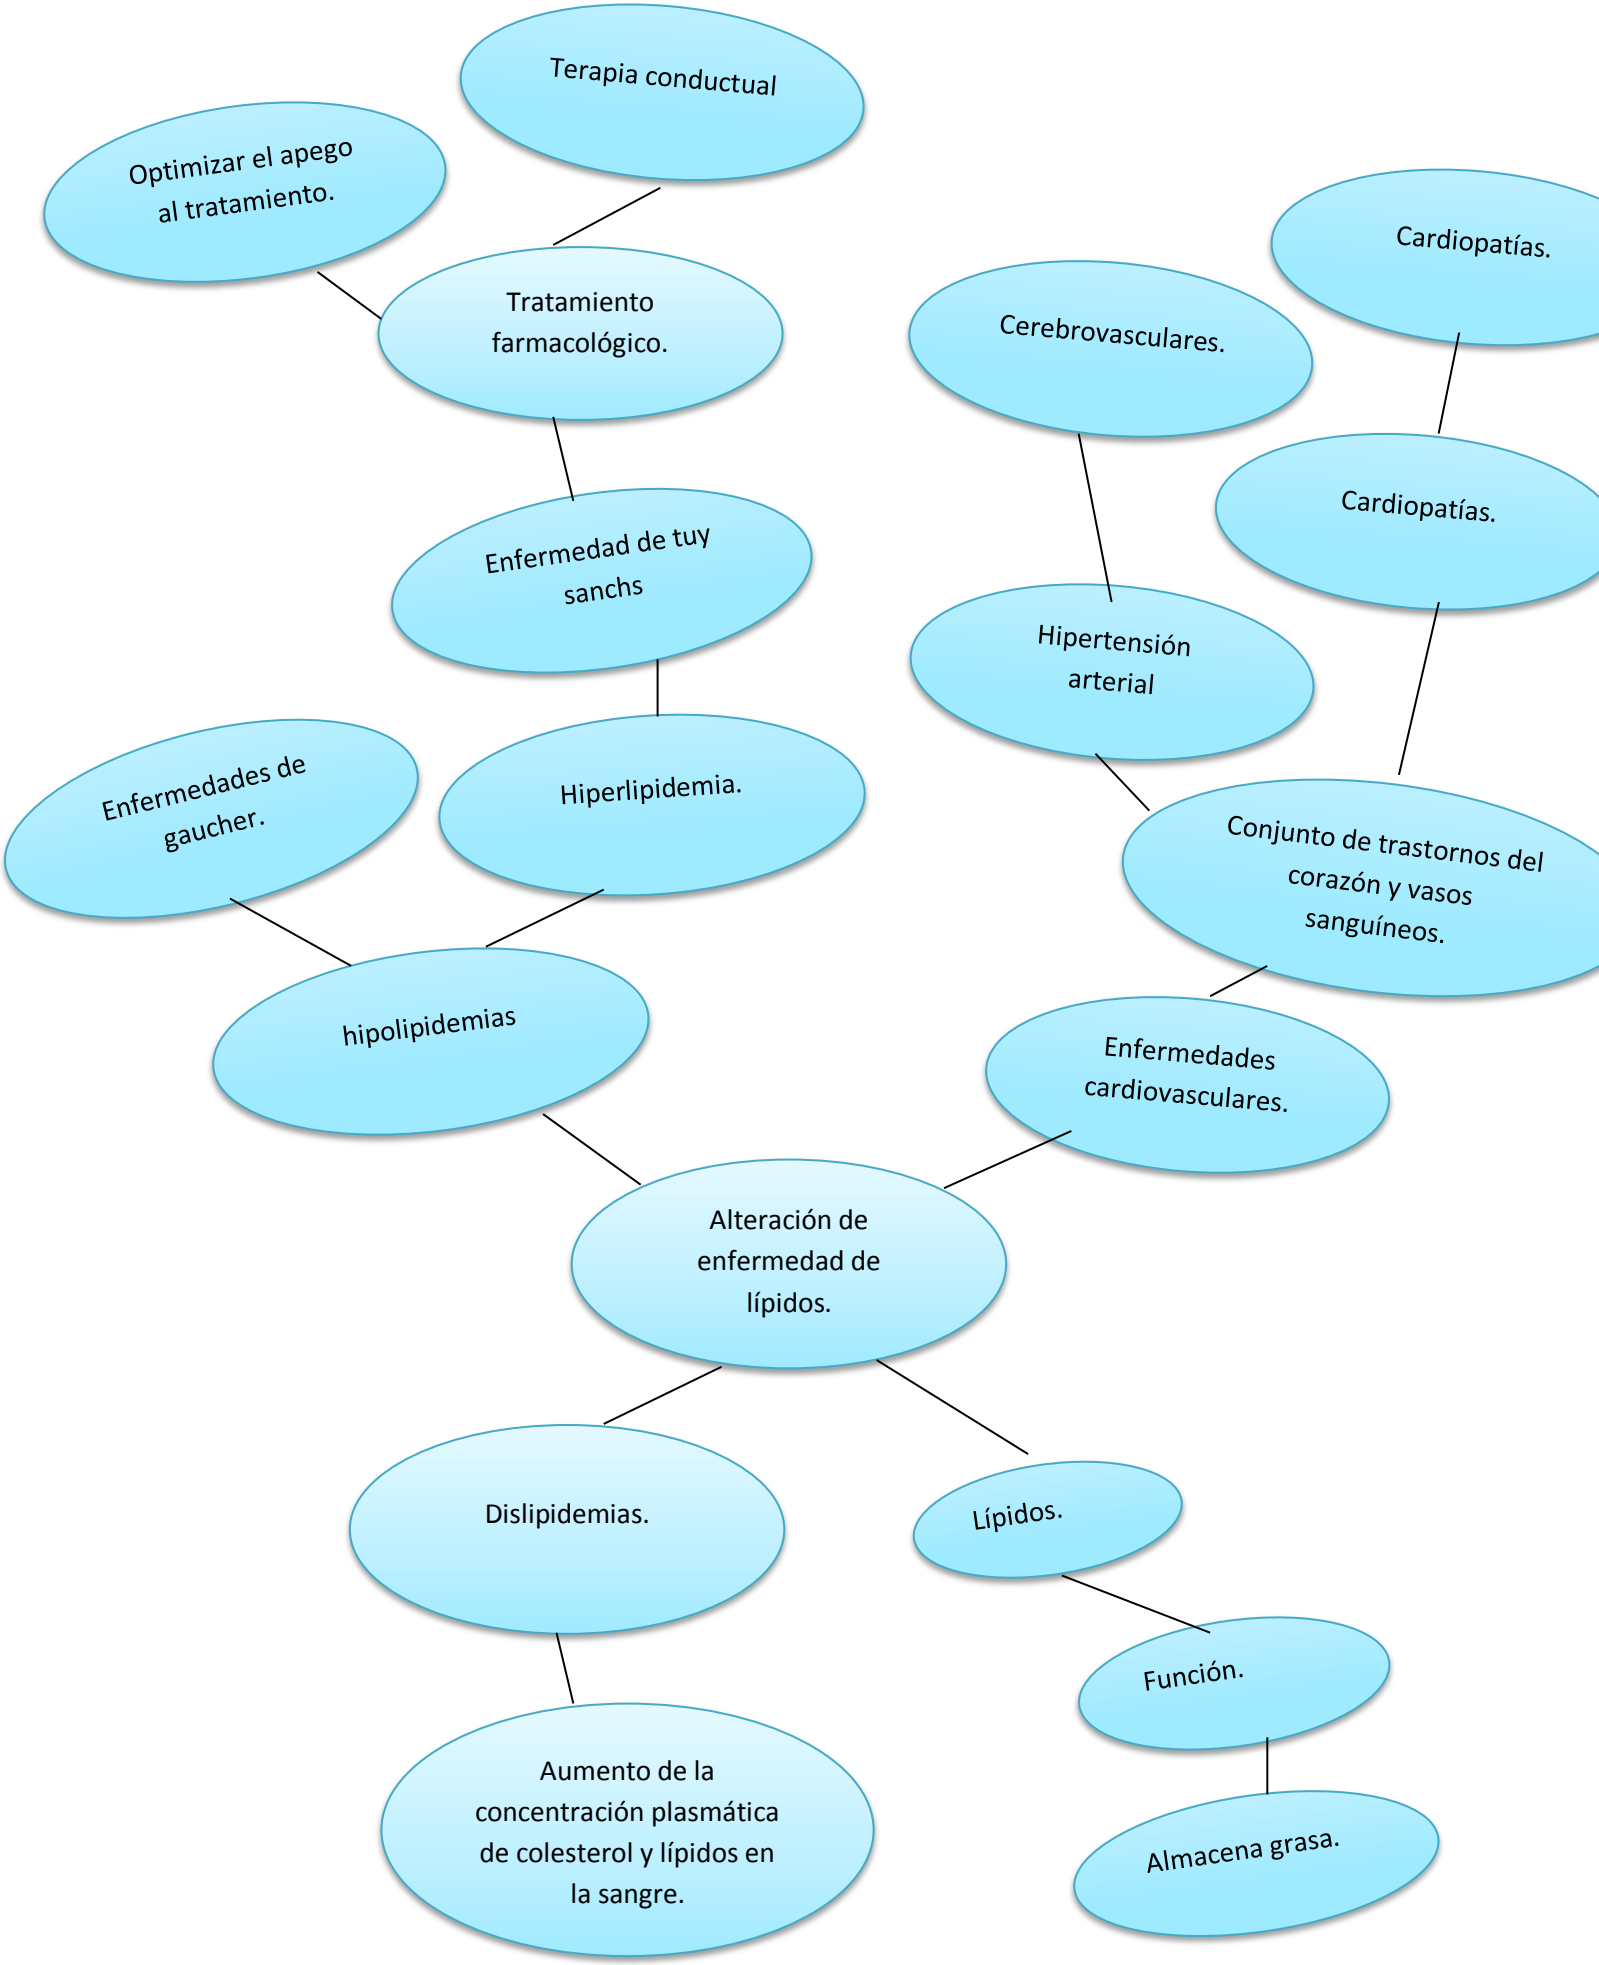 Terapia conductual
Optimizar el apego
al tratamiento.
Cardiopatías.
Tratamiento
farmacológico.
Cerebrovasculares.
Cardiopatías.
Enfermedad de tuy
sanchs
Hipertensión
arterial
Enfermedades de
gaucher.
Hiperlipidemia.
Conjunto de trastornos del
corazón y vasos
sanguíneos.
hipolipidemias
Enfermedades
cardiovasculares.
Alteración de
enfermedad de
lípidos.
Dislipidemias.
Lípidos.
Función.
Aumento de la
concentración plasmática
de colesterol y lípidos en
la sangre.
Almacena grasa.